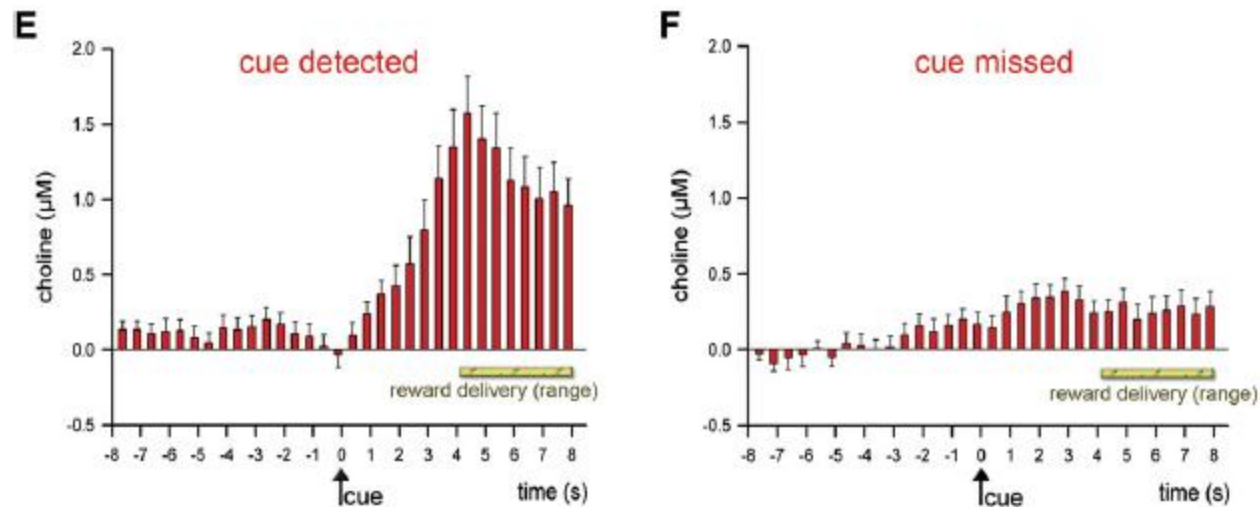 E
cue detected
2.0
1.5
1.0
0.5
0.0
-0.5
choline (µM)
reward delivery (range)
-8 -7 -6 -5 -4 -3 -2 -1 0 1 2 3 4 5 6 7 8
cue
time (s)
F
cue missed
2.0
1.5
1.0
0.5
0.0
-0.5
choline (µM)
reward delivery (range)
-8 -7 -6 -5 -4 -3 -2 -1 0 1 2 3 4 5 6 7 8
cue
time (s)